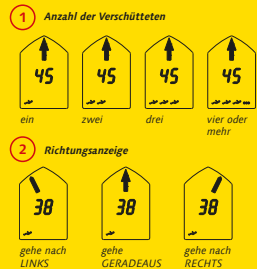 1 Anzahl der Verschütteten
45 45 45 45
ein zwei drei vier oder
mehr
2 Richtungsanzeige
38 38 38
gehe nach gehe gehe nach
LINKS GERADEAUS RECHTS